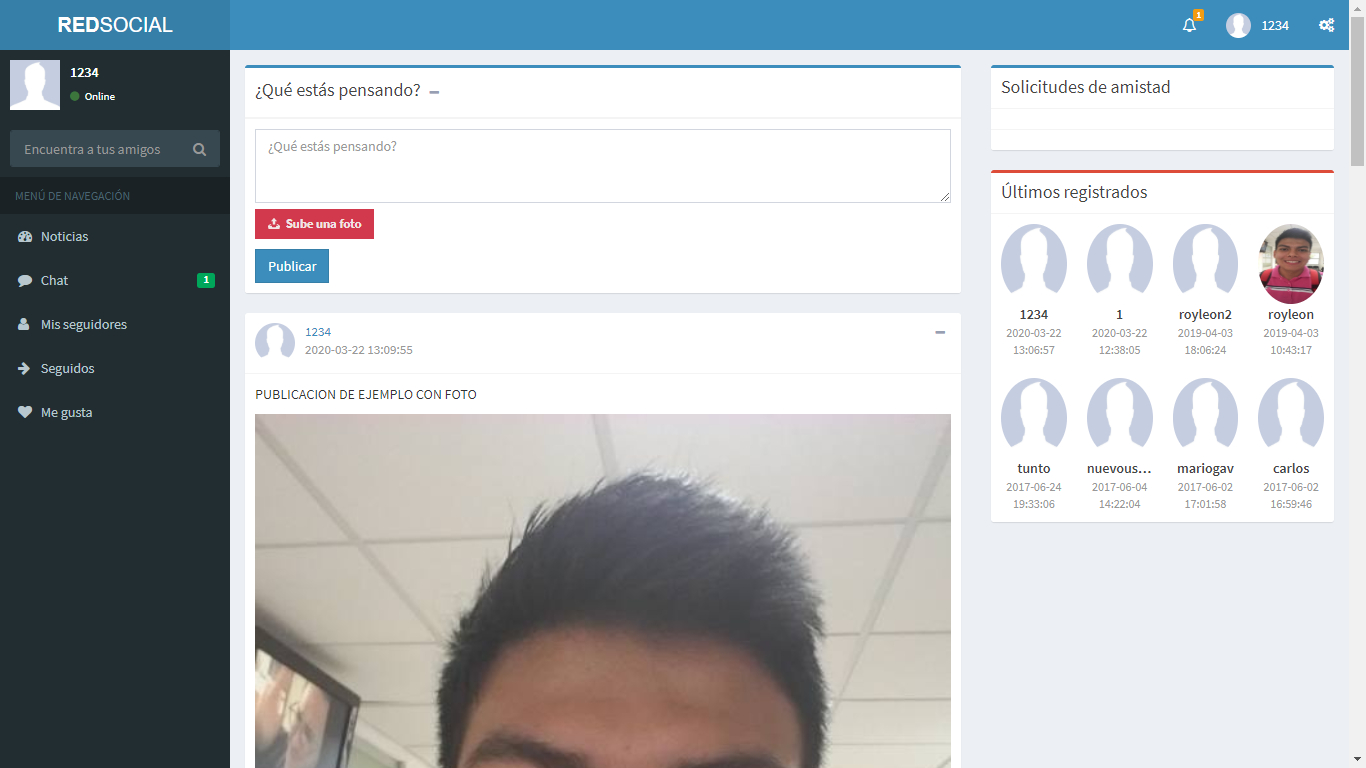 REDSOCIAL
1
1234
1234
Online
Encuentra a tus amigos
MENÚ DE NAVEGACIÓN
Noticias
Chat
1
Mis seguidores
Seguidos
Me gusta
¿Qué estás pensando?
¿Qué estás pensando?
Sube una foto
Publicar
1234
2020-03-22 13:09:55
PUBLICACION DE EJEMPLO CON FOTO
Solicitudes de amistad
Últimos registrados
1234 1 royleon2 royleon
2020-03-22 2020-03-22 2019-04-03 2019-04-03
13:06:57 12:38:05 18:06:24 10:43:17
tunto nuevous... mariogav carlos
2017-06-24 2017-06-04 2017-06-02 2017-06-02
19:33:06 14:22:04 17:01:58 16:59:46